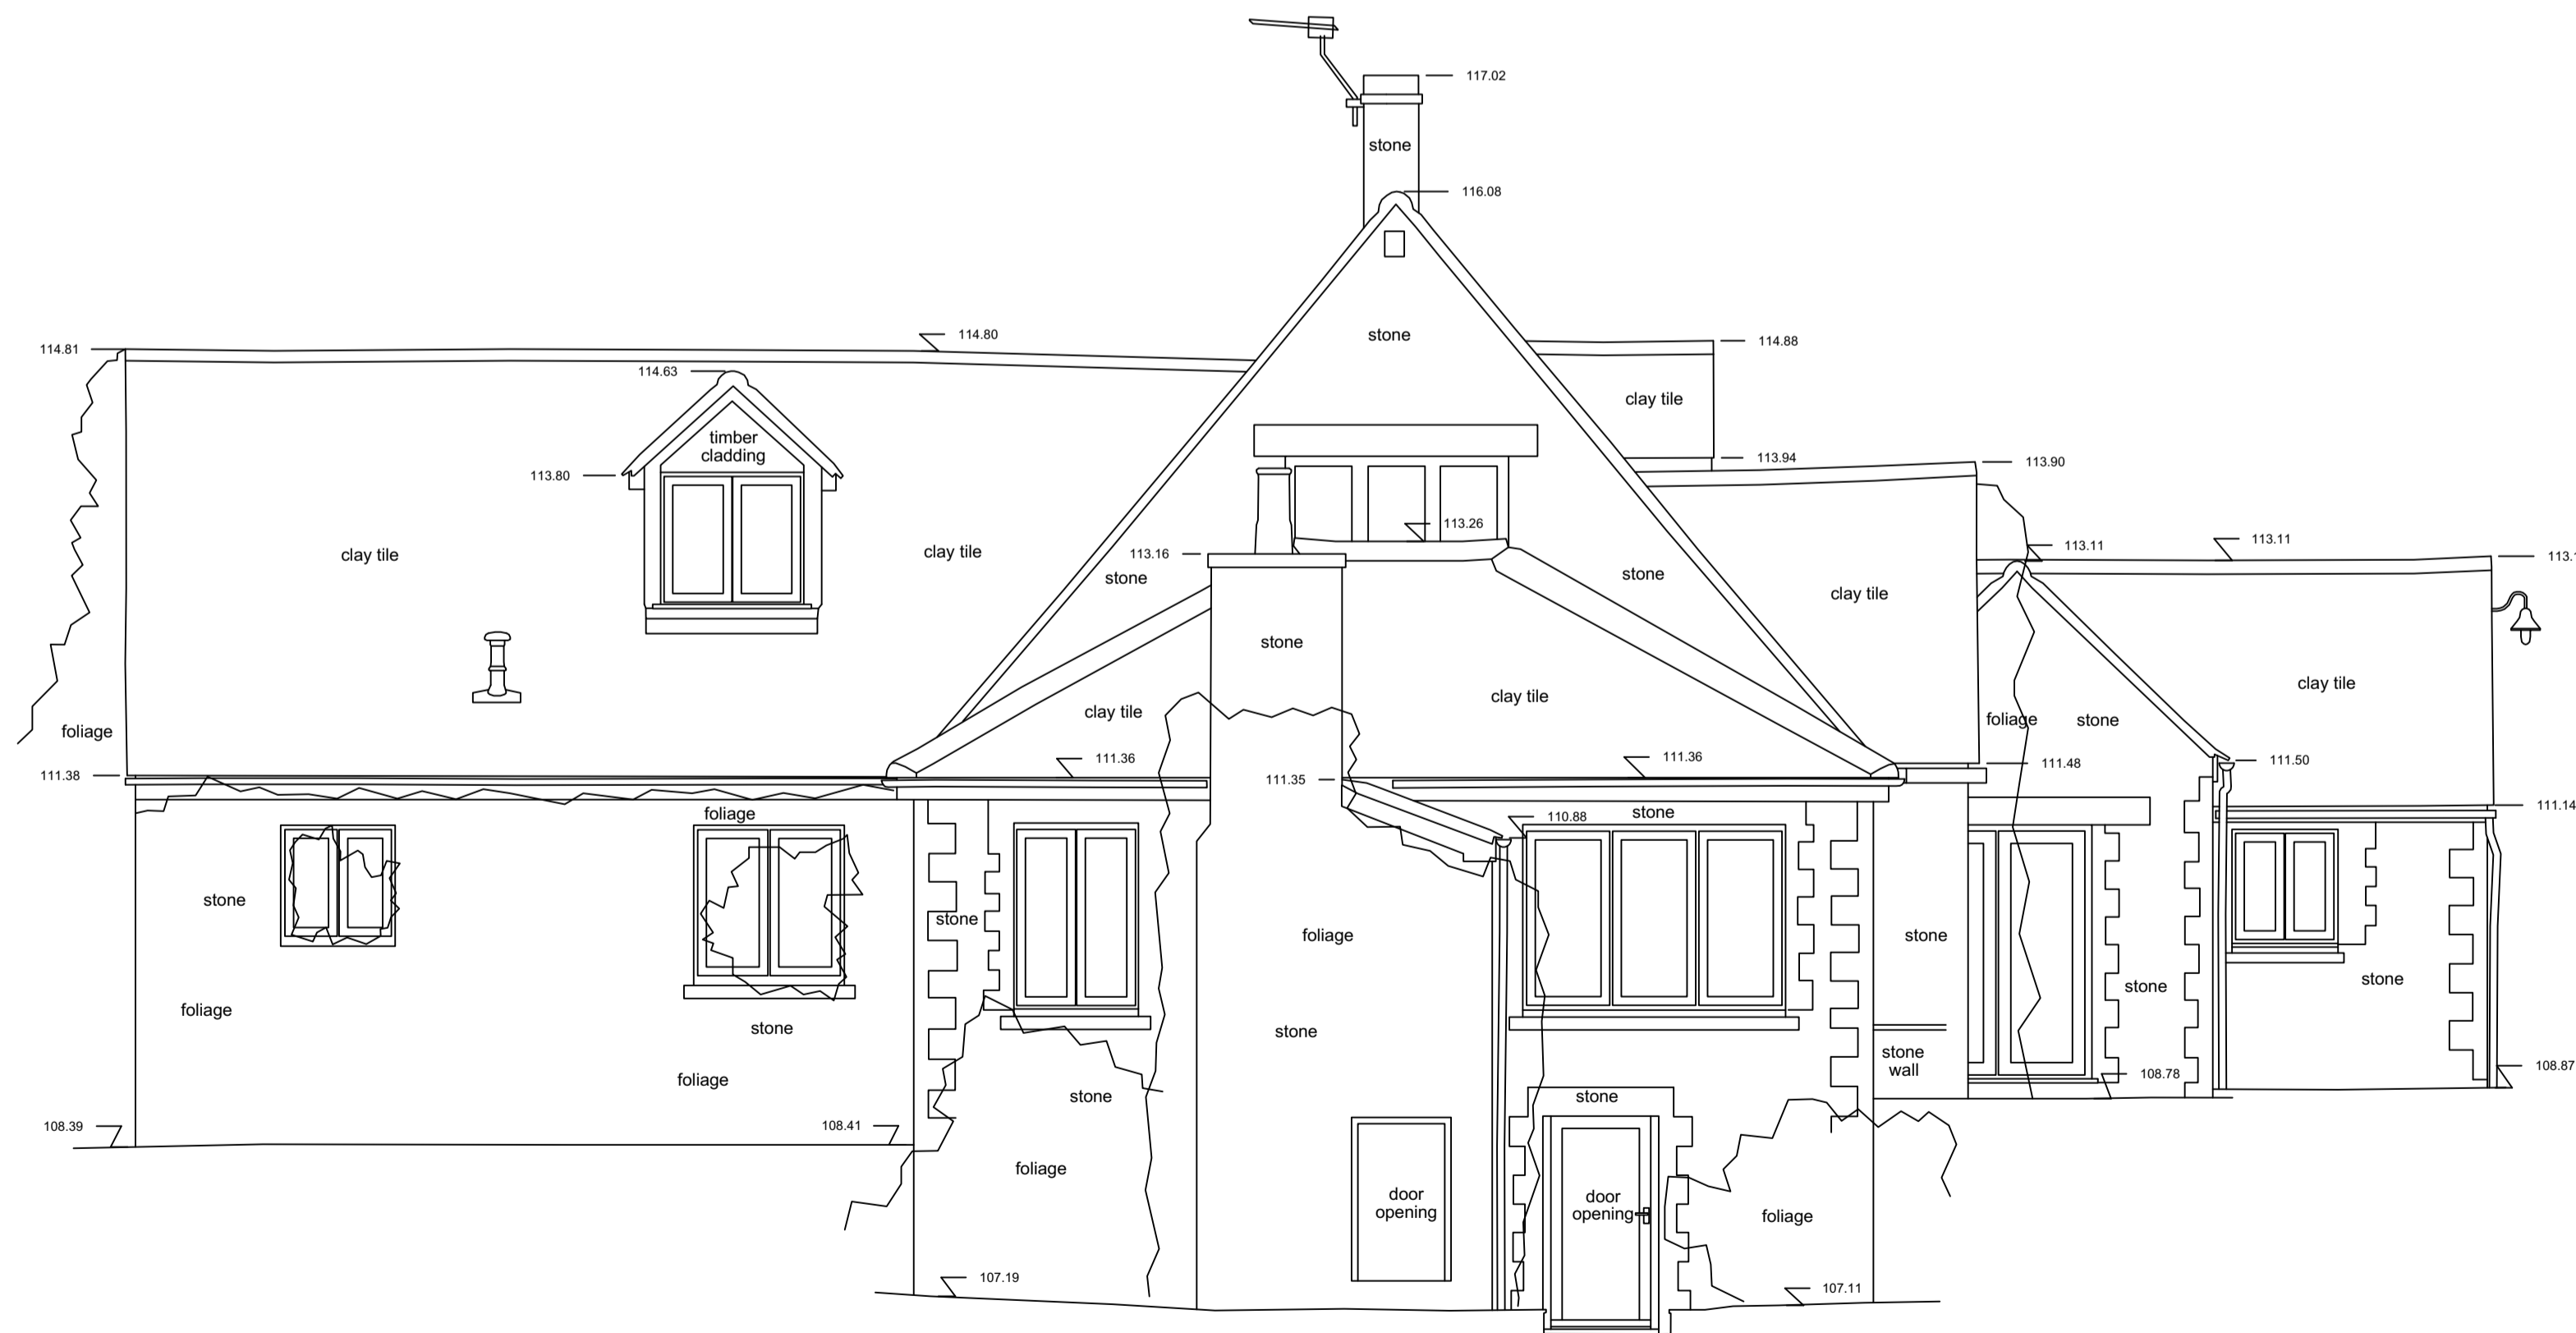 117.02
stone
116.08
stone
114.81
114.80
114.88
114.63
clay tile
timber
cladding
113.94
113.90
113.80
113.26
113.16
113.11
113.11
113.1
clay tile
clay tile
stone
stone
clay tile
stone
clay tile
clay tile
clay tile
foliage
foliage
stone
111.38
111.36
111.35
111.36
111.48
111.50
111.14
foliage
110.88
stone
stone
stone
foliage
stone
stone
stone
foliage
stone
stone
foliage
stone
wall
108.78
108.87
stone
stone
108.39
108.41
foliage
door
opening
door
opening
foliage
107.19
107.11